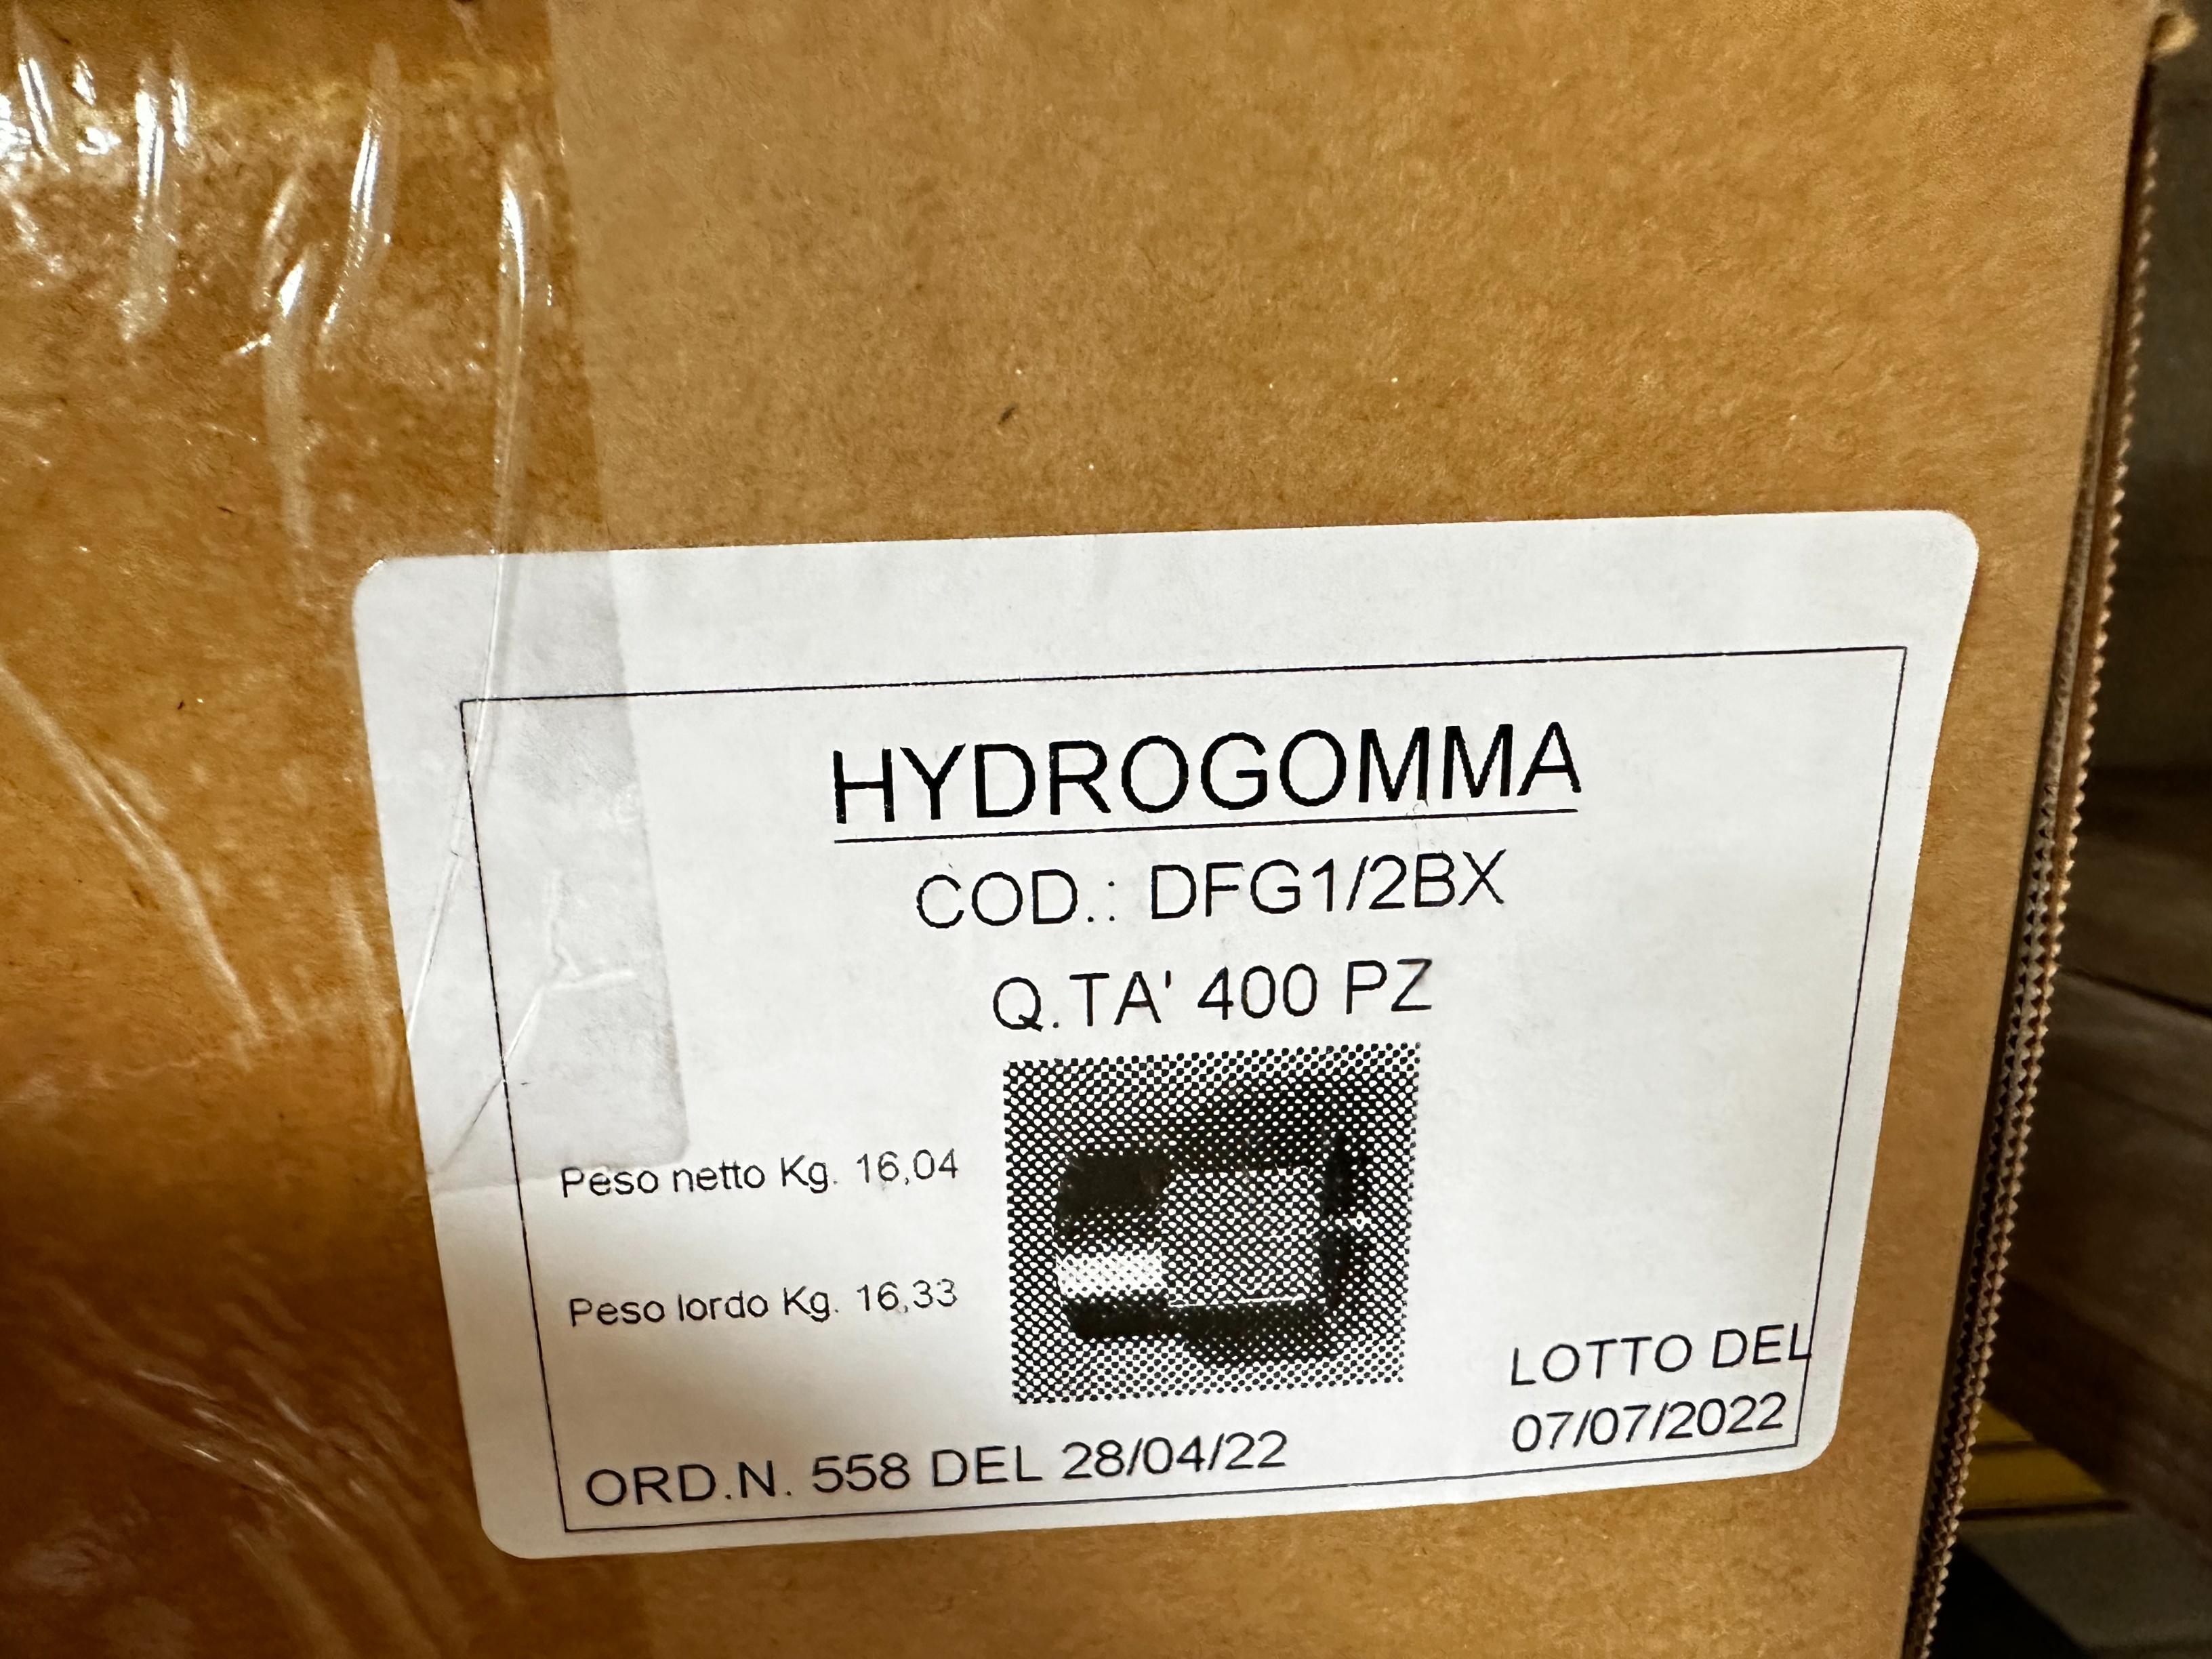 HYDROGOMMA
COD.: DFG1/2BX
Q.TA' 400 PZ
Peso netto Kg. 16,04
Peso lordo Kg. 16,33
LOTTO DEL
07/07/2022
ORD.N. 558 DEL 28/04/22